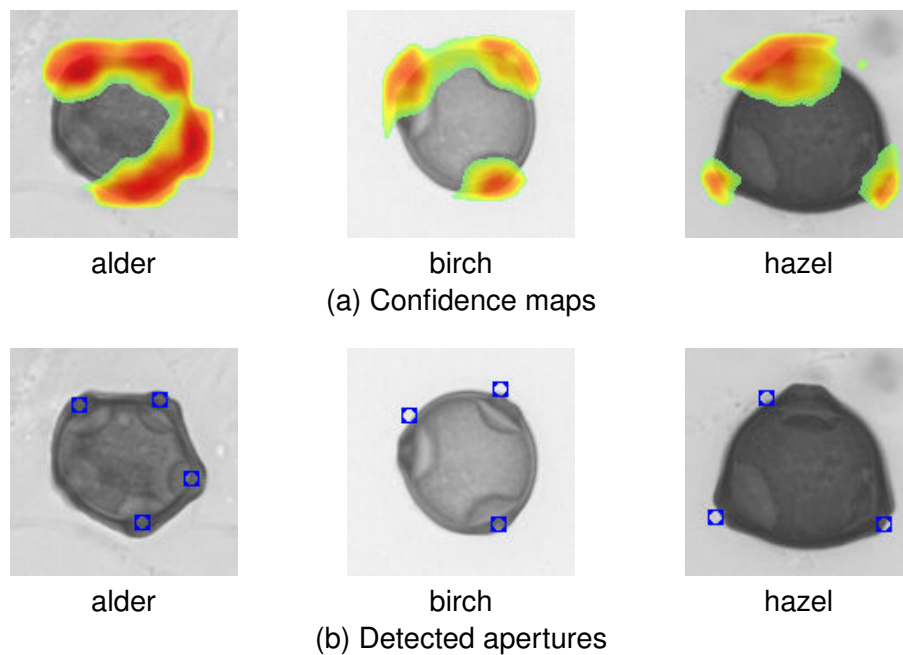 alder
birch
hazel
(a) Confidence maps
alder
birch
hazel
(b) Detected apertures